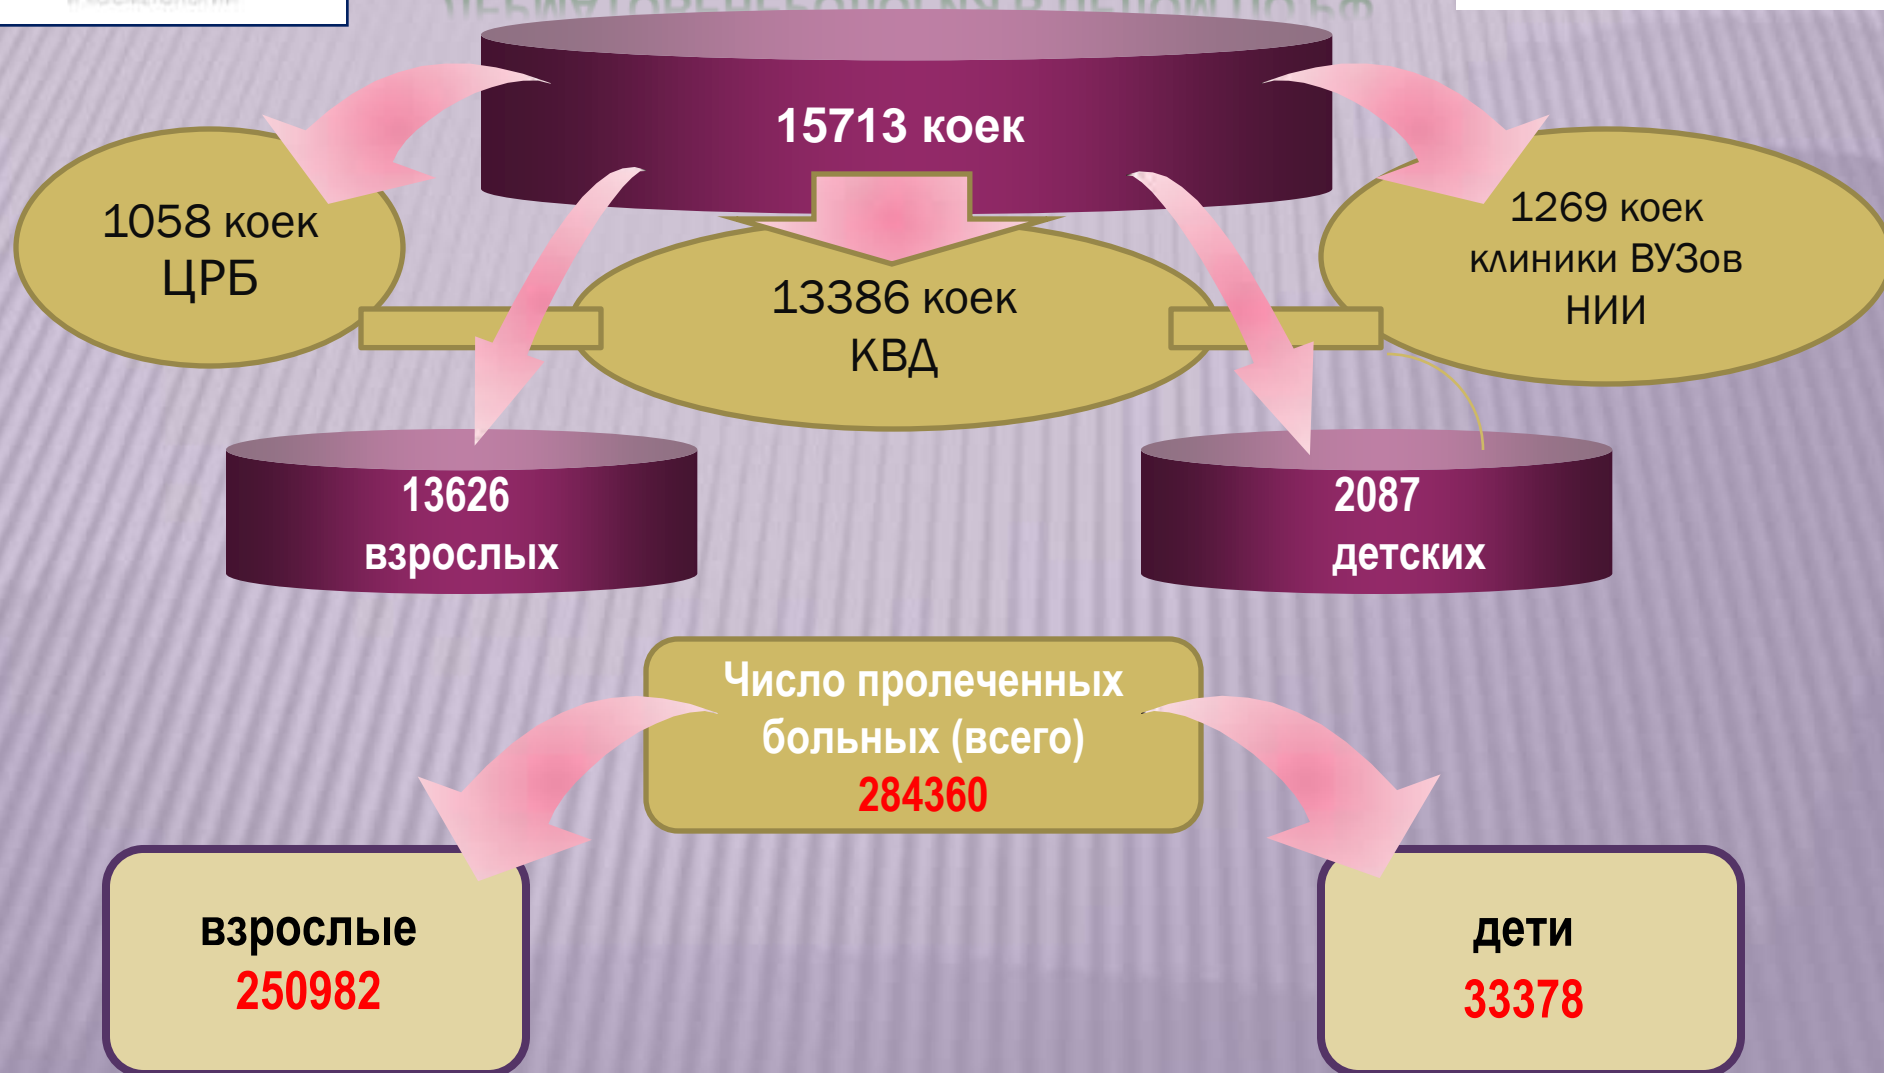 15713 коек
1058 коек
ЦРБ
13386 коек
КВД
1269 коек
клиники ВУЗов
НИИ
13626
взрослых
2087
детских
Число пролеченных
больных (всего)
284360
взрослые
250982
дети
33378